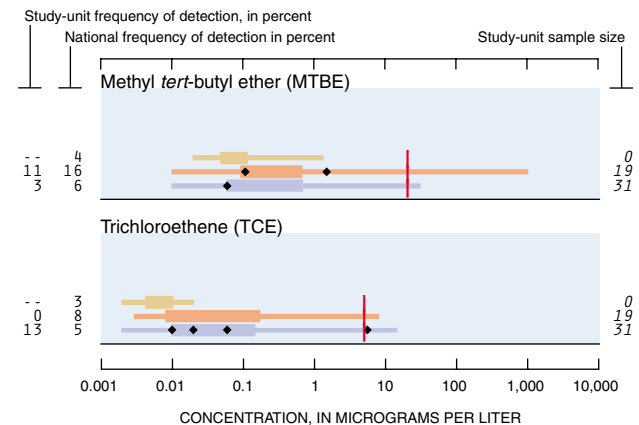 Study-unit frequency of detection, in percent
National frequency of detection in percent Study-unit sample size
Methyl tert-butyl ether (MTBE)
-- 4 0
11 16 19
3 6 31
Trichloroethene (TCE)
-- 3 0
0 8 19
13 5 31
0.001 0.01 0.1 1 10 100 1,000 10,000
CONCENTRATION, IN MICROGRAMS PER LITER